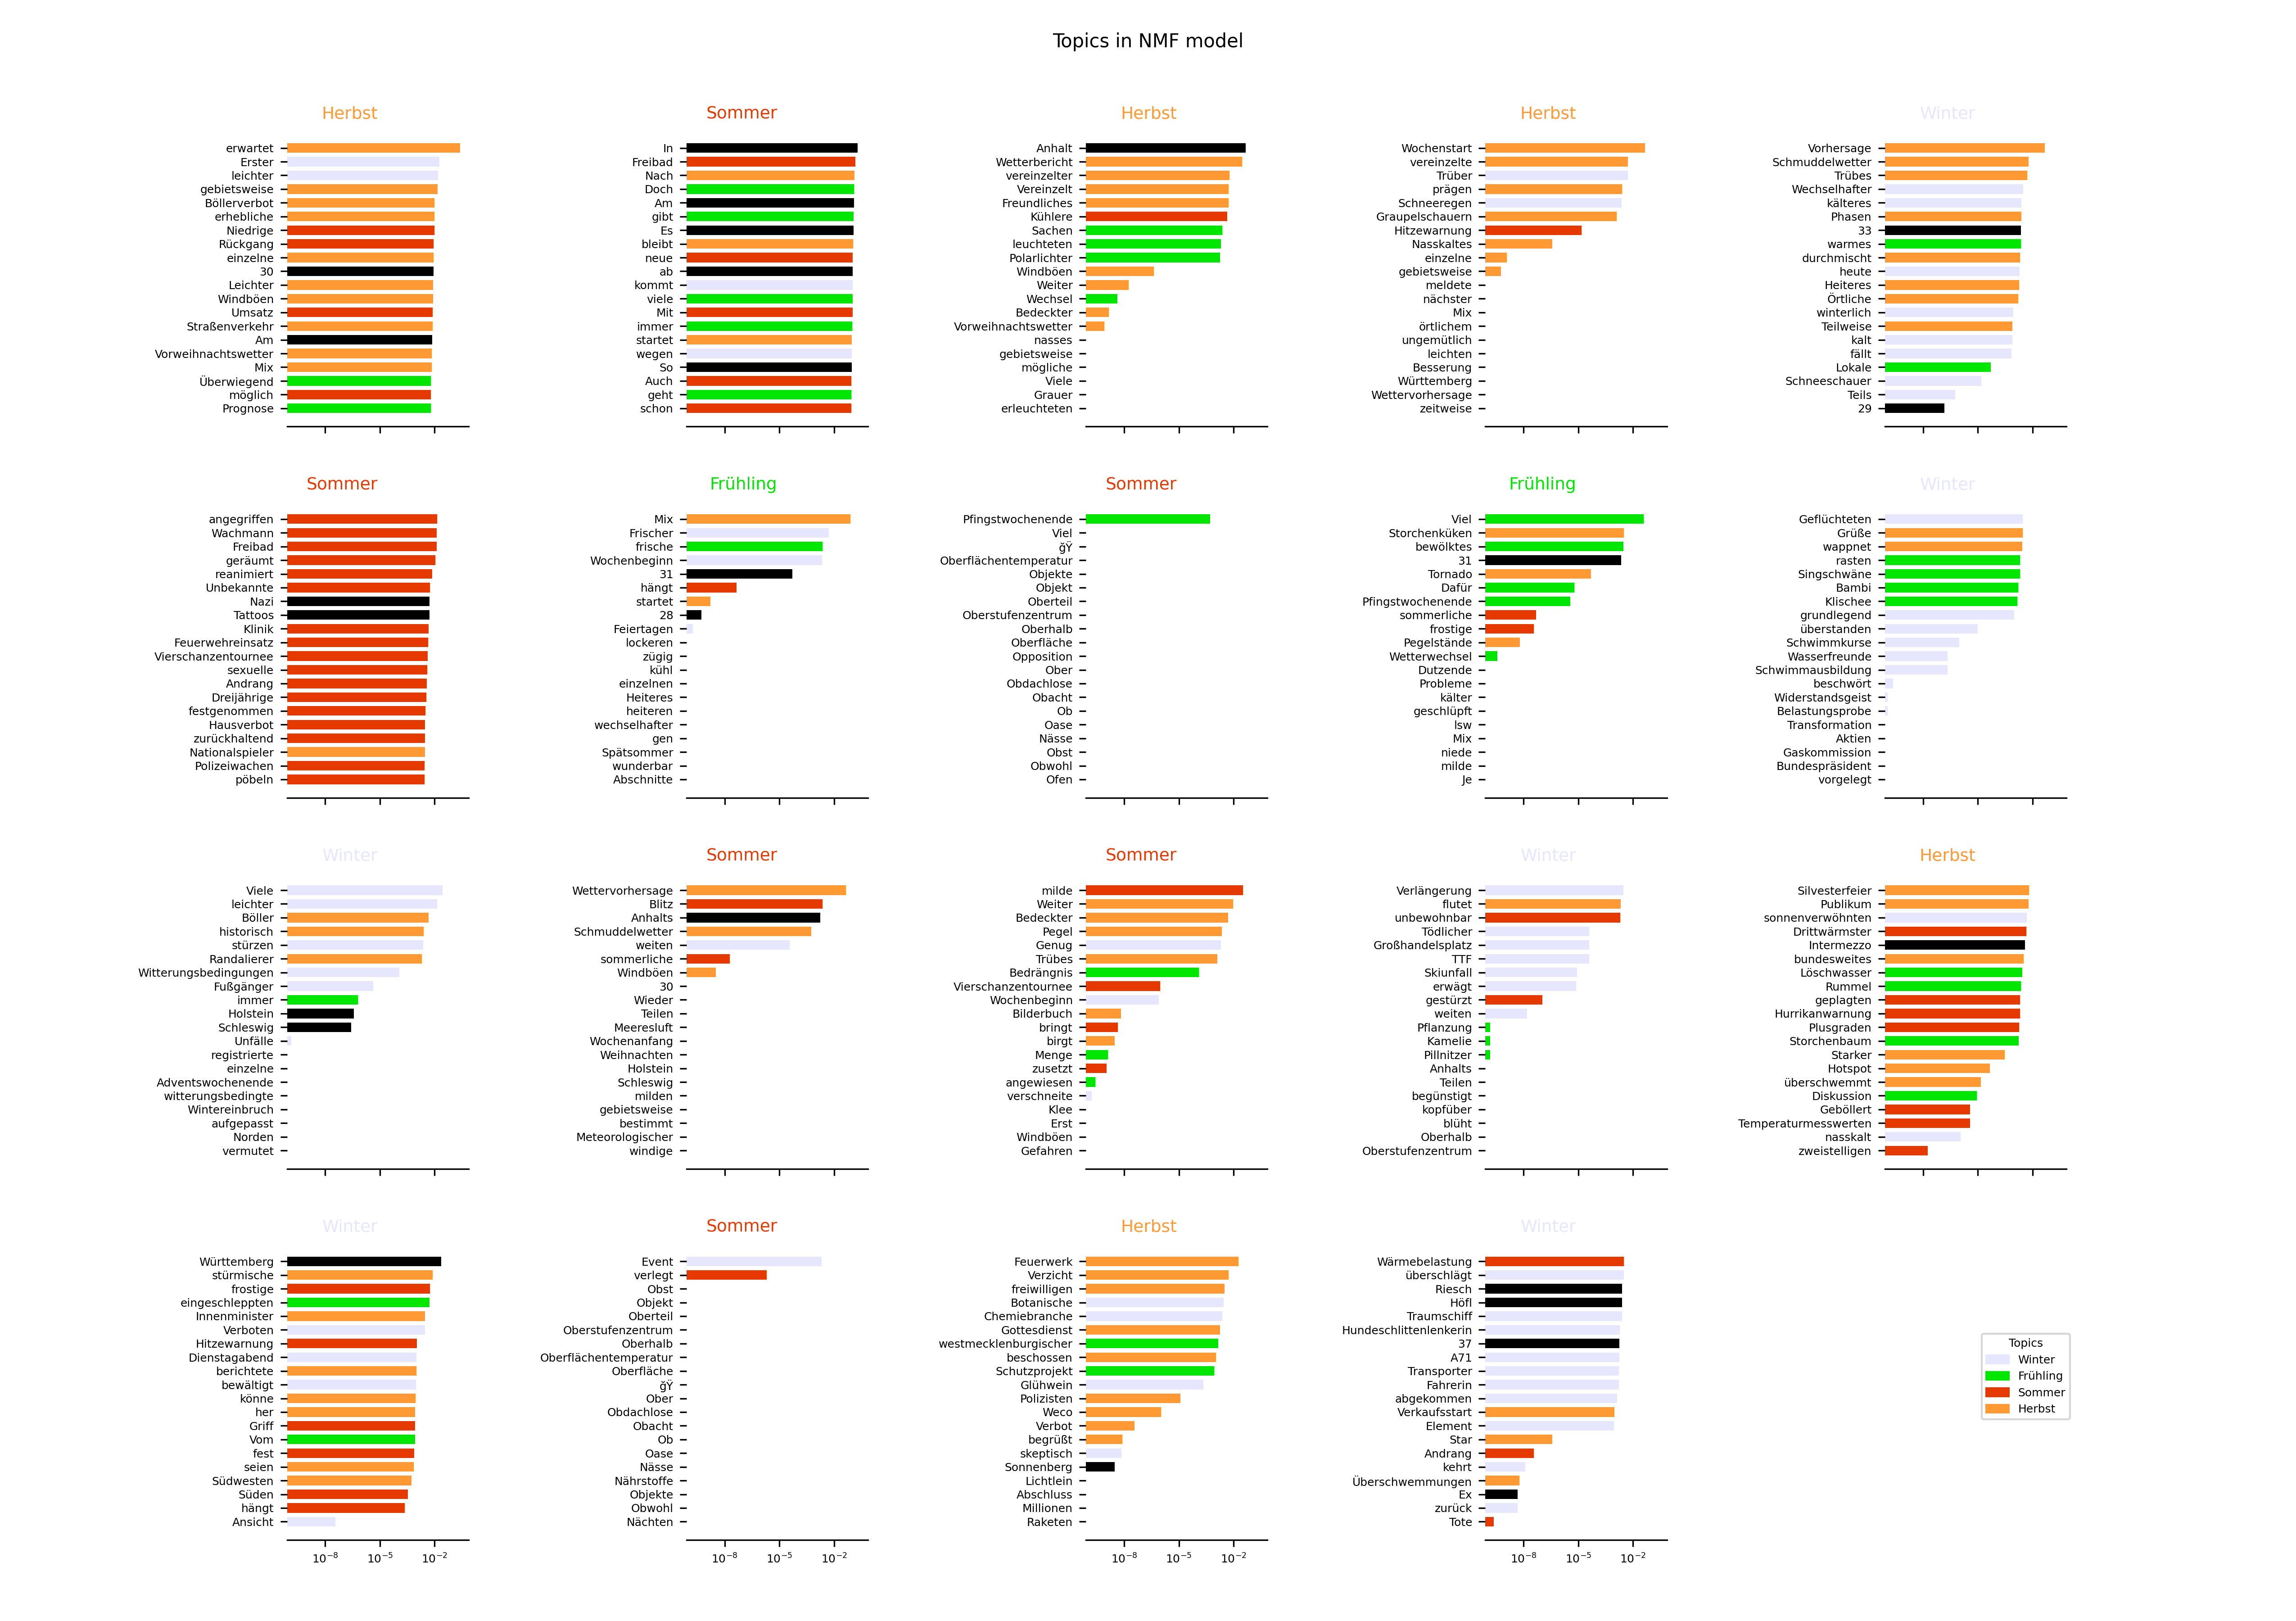 Topics in NMF model
Herbst
erwartet
Erster
leichter
gebietsweise
Böllerverbot
erhebliche
Niedrige
Rückgang
einzelne
30
Leichter
Windböen
Umsatz
Straßenverkehr
Am
Vorweihnachtswetter
Mix
Überwiegend
möglich
Prognose
Sommer
In
Freibad
Nach
Doch
Am
gibt
Es
bleibt
neue
ab
kommt
viele
Mit
immer
startet
wegen
So
Auch
geht
schon
Herbst
Anhalt
Wetterbericht
vereinzelter
Vereinzelt
Freundliches
Kühlere
Sachen
leuchteten
Polarlichter
Windböen
Weiter
Wechsel
Bedeckter
Vorweihnachtswetter
nasses
gebietsweise
mögliche
Viele
Grauer
erleuchteten
Herbst
Wochenstart
vereinzelte
Trüber
prägen
Schneeregen
Graupelschauern
Hitzewarnung
Nasskaltes
einzelne
gebietsweise
meldete
nächster
Mix
örtlichem
ungemütlich
leichten
Besserung
Württemberg
Wettervorhersage
zeitweise
Winter
Vorhersage
Schmuddelwetter
Trübes
Wechselhafter
kälteres
Phasen
33
warmes
durchmischt
heute
Heiteres
Örtliche
winterlich
Teilweise
kalt
fällt
Lokale
Schneeschauer
Teils
29
Sommer
angegriffen
Wachmann
Freibad
geräumt
reanimiert
Unbekannte
Nazi
Tattoos
Klinik
Feuerwehreinsatz
Vierschanzentournee
sexuelle
Andrang
Dreijährige
festgenommen
Hausverbot
zurückhaltend
Nationalspieler
Polizeiwachen
pöbeln
Frühling
Mix
Frischer
frische
Wochenbeginn
31
hängt
startet
28
Feiertagen
lockeren
zügig
kühl
einzelnen
Heiteres
heiteren
wechselhafter
gen
Spätsommer
wunderbar
Abschnitte
Sommer
Pfingstwochenende
Viel
ğŸ
Oberflächentemperatur
Objekte
Objekt
Oberteil
Oberstufenzentrum
Oberhalb
Oberfläche
Opposition
Ober
Obdachlose
Obacht
Ob
Oase
Nässe
Obst
Obwohl
Ofen
Frühling
Viel
Storchenküken
bewölktes
31
Tornado
Dafür
Pfingstwochenende
sommerliche
frostige
Pegelstände
Wetterwechsel
Dutzende
Probleme
kälter
geschlüpft
lsw
Mix
niede
milde
Je
Winter
Geflüchteten
Grüße
wappnet
rasten
Singschwäne
Bambi
Klischee
grundlegend
überstanden
Schwimmkurse
Wasserfreunde
Schwimmausbildung
beschwört
Widerstandsgeist
Belastungsprobe
Transformation
Aktien
Gaskommission
Bundespräsident
vorgelegt
Winter
Viele
leichter
Böller
historisch
stürzen
Randalierer
Witterungsbedingungen
Fußgänger
immer
Holstein
Schleswig
Unfälle
registrierte
einzelne
Adventswochenende
witterungsbedingte
Wintereinbruch
aufgepasst
Norden
vermutet
Sommer
Wettervorhersage
Blitz
Anhalts
Schmuddelwetter
weiten
sommerliche
Windböen
30
Wieder
Teilen
Meeresluft
Wochenanfang
Weihnachten
Holstein
Schleswig
milden
gebietsweise
bestimmt
Meteorologischer
windige
Sommer
milde
Weiter
Bedeckter
Pegel
Genug
Trübes
Bedrängnis
Vierschanzentournee
Wochenbeginn
Bilderbuch
bringt
birgt
Menge
zusetzt
angewiesen
verschneite
Klee
Erst
Windböen
Gefahren
Winter
Verlängerung
flutet
unbewohnbar
Tödlicher
Großhandelsplatz
TTF
Skiunfall
erwägt
gestürzt
weiten
Pflanzung
Kamelie
Pillnitzer
Anhalts
Teilen
begünstigt
kopfüber
blüht
Oberhalb
Oberstufenzentrum
Herbst
Silvesterfeier
Publikum
sonnenverwöhnten
Drittwärmster
Intermezzo
bundesweites
Löschwasser
Rummel
geplagten
Hurrikanwarnung
Plusgraden
Storchenbaum
Starker
Hotspot
überschwemmt
Diskussion
Geböllert
Temperaturmesswerten
nasskalt
zweistelligen
Winter
Württemberg
stürmische
frostige
eingeschleppten
Innenminister
Verboten
Hitzewarnung
Dienstagabend
berichtete
bewältigt
könne
her
Griff
Vom
fest
seien
Südwesten
Süden
hängt
Ansicht
10⁻⁸ 10⁻⁵ 10⁻²
Sommer
Event
verlegt
Obst
Objekt
Oberteil
Oberstufenzentrum
Oberhalb
Oberflächentemperatur
Oberfläche
ğŸ
Ober
Obdachlose
Obacht
Ob
Oase
Nässe
Nährstoffe
Objekte
Obwohl
Nächten
10⁻⁸ 10⁻⁵ 10⁻²
Herbst
Feuerwerk
Verzicht
freiwilligen
Botanische
Chemiebranche
Gottesdienst
westmecklenburgischer
beschossen
Schutzprojekt
Glühwein
Polizisten
Weco
Verbot
begrüßt
skeptisch
Sonnenberg
Lichtlein
Abschluss
Millionen
Raketen
10⁻⁸ 10⁻⁵ 10⁻²
Winter
Wärmebelastung
überschlägt
Riesch
Höfl
Traumschiff
Hundeschlittenlenkerin
37
A71
Transporter
Fahrerin
abgekommen
Verkaufsstart
Element
Star
Andrang
kehrt
Überschwemmungen
Ex
zurück
Tote
10⁻⁸ 10⁻⁵ 10⁻²
Topics
Winter
Frühling
Sommer
Herbst